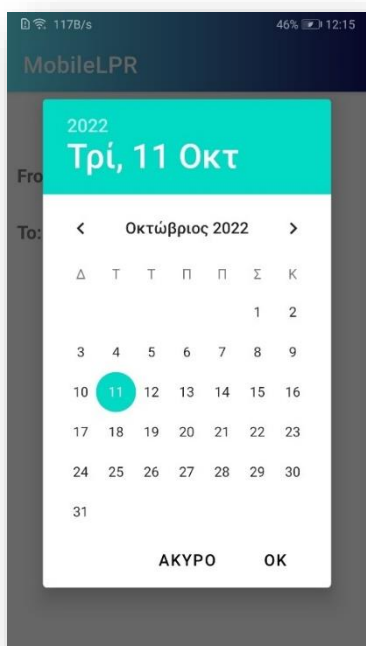 117B/s 46% 12:15
MobileLPR
2022
Τρί, 11 Οκτ
Fro
To:
Οκτώβριος 2022
Δ Τ Τ Π Π Σ Κ
1 2
3 4 5 6 7 8 9
10 11 12 13 14 15 16
17 18 19 20 21 22 23
24 25 26 27 28 29 30
31
ΑΚΥΡΟ ΟΚ